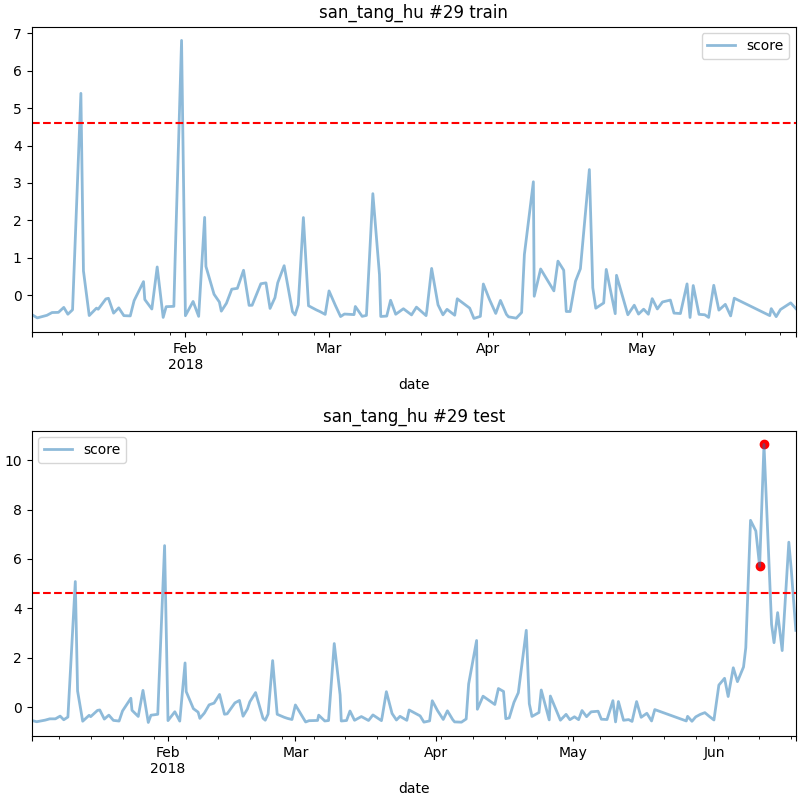 san_tang_hu #29 train
score
7
6
5
4
3
2
1
0
Feb Mar Apr May
2018
date
san_tang_hu #29 test
score
10
8
6
4
2
0
Feb Mar Apr May Jun
2018
date